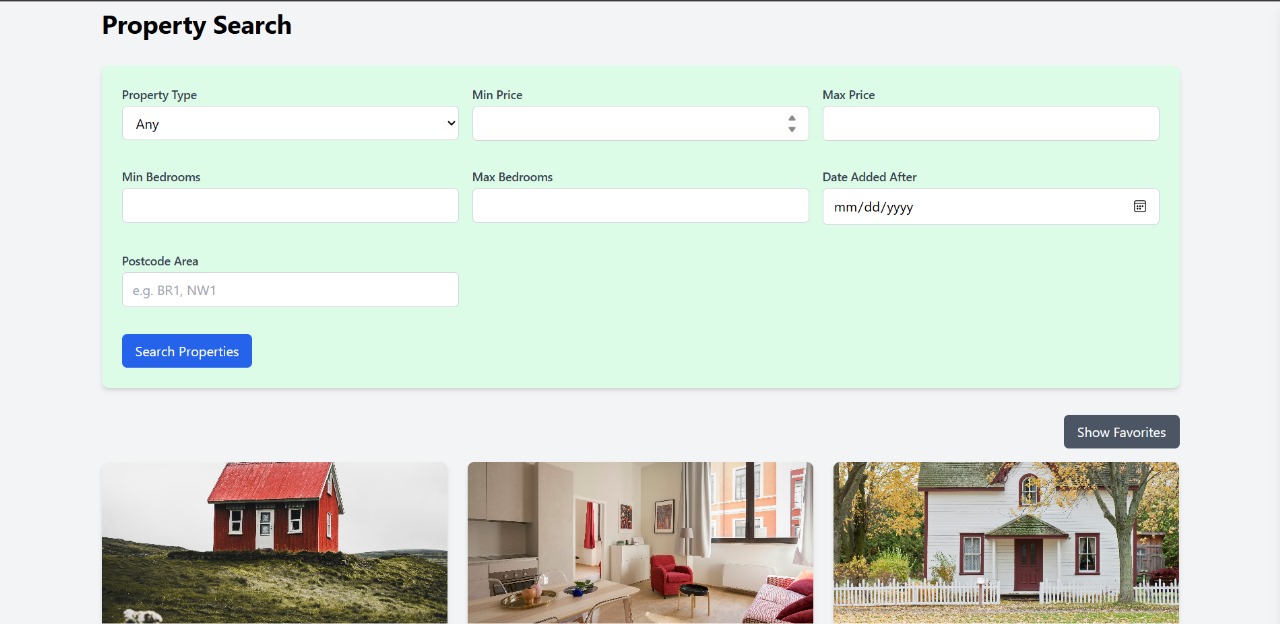 Property Search
Property Type
Min Price
Max Price
Any
Min Bedrooms
Max Bedrooms
Date Added After
mm/dd/yyyy
Postcode Area
e.g. BR1, NW1
Search Properties
Show Favorites